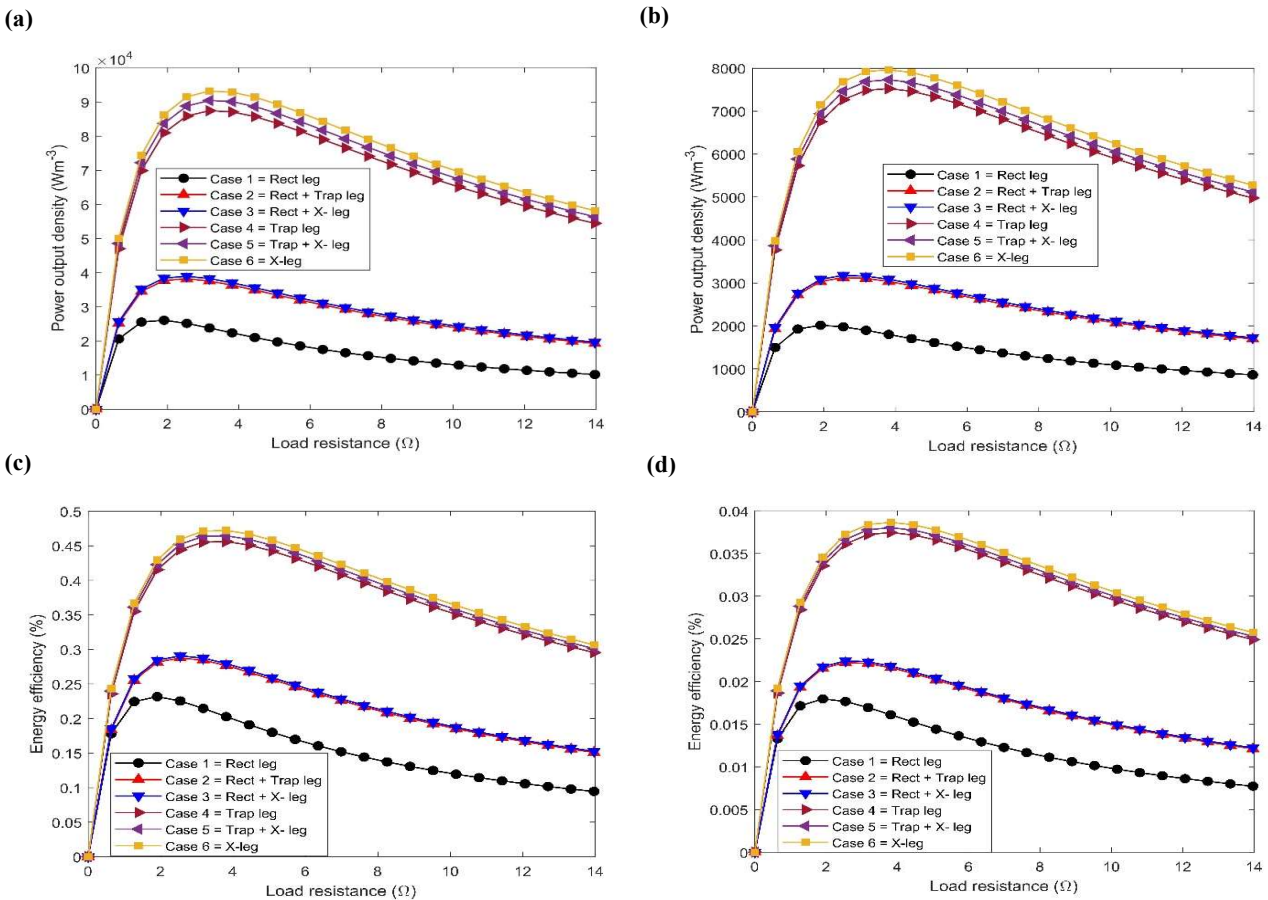 (a)
× 10⁴
10
9
8
7
6
5
4
3
2
1
0
Power output density (Wm⁻³)
Case 1 = Rect leg
Case 2 = Rect + Trap leg
Case 3 = Rect + X- leg
Case 4 = Trap leg
Case 5 = Trap + X- leg
Case 6 = X-leg
0 2 4 6 8 10 12 14
Load resistance (Ω)
(b)
8000
7000
6000
5000
4000
3000
2000
1000
0
Power output density (Wm⁻³)
Case 1 = Rect leg
Case 2 = Rect + Trap leg
Case 3 = Rect + X- leg
Case 4 = Trap leg
Case 5 = Trap + X- leg
Case 6 = X-leg
0 2 4 6 8 10 12 14
Load resistance (Ω)
(c)
0.5
0.45
0.4
0.35
0.3
0.25
0.2
0.15
0.1
0.05
0
Energy efficiency (%)
Case 1 = Rect leg
Case 2 = Rect + Trap leg
Case 3 = Rect + X- leg
Case 4 = Trap leg
Case 5 = Trap + X- leg
Case 6 = X-leg
0 2 4 6 8 10 12 14
Load resistance (Ω)
(d)
0.04
0.035
0.03
0.025
0.02
0.015
0.01
0.005
0
Energy efficiency (%)
Case 1 = Rect leg
Case 2 = Rect + Trap leg
Case 3 = Rect + X- leg
Case 4 = Trap leg
Case 5 = Trap + X- leg
Case 6 = X-leg
0 2 4 6 8 10 12 14
Load resistance (Ω)